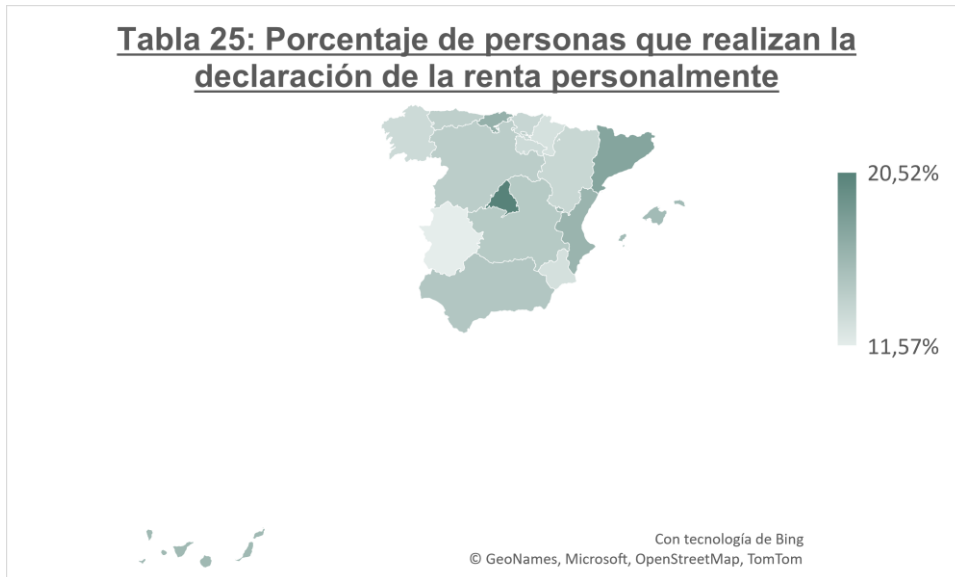 Tabla 25: Porcentaje de personas que realizan la
declaración de la renta personalmente
20,52%
11,57%
Con tecnología de Bing
© GeoNames, Microsoft, OpenStreetMap, TomTom